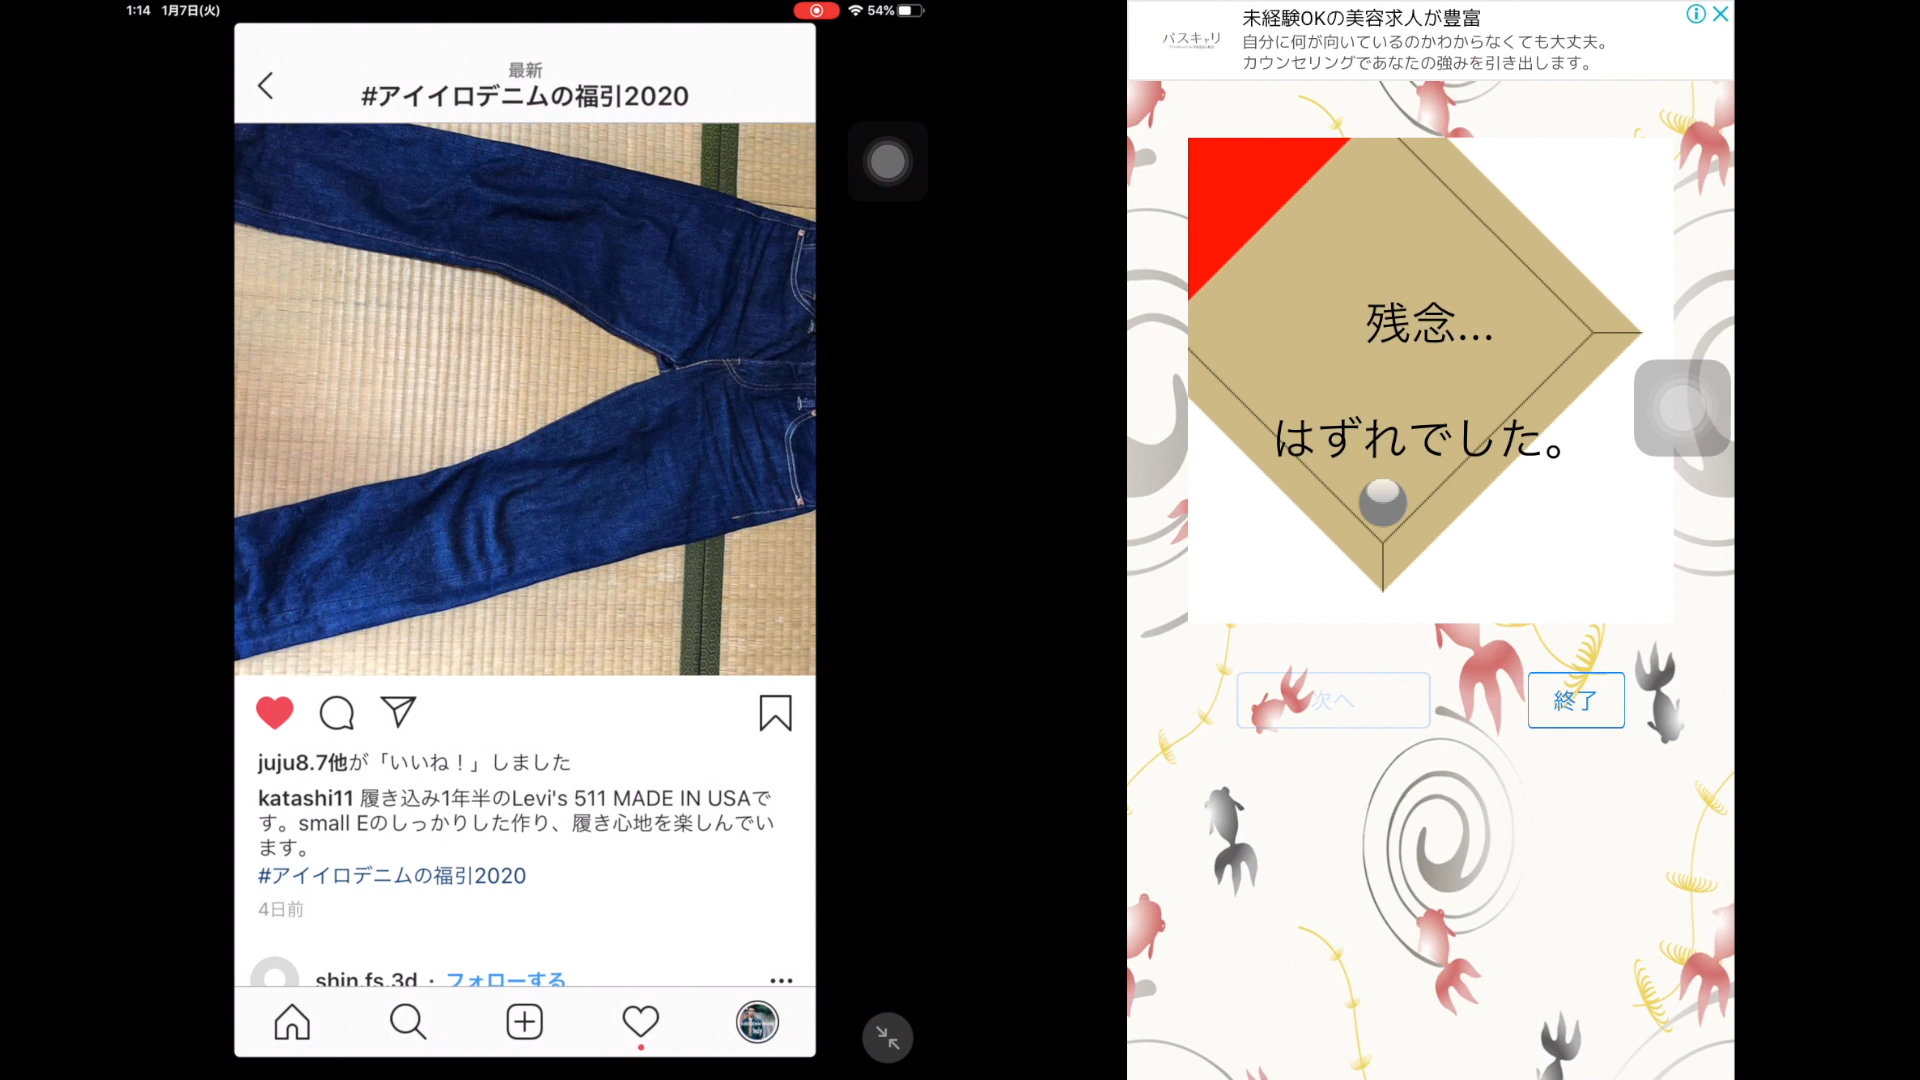 1:14 1月7日(火)
54%
最新
#アイイロデニムの福引2020
juju8.7他が「いいね！」しました
katashi11 履き込み1年半のLevi's 511 MADE IN USAで
す。small Eのしっかりした作り、履き心地を楽しんでい
ます。
#アイイロデニムの福引2020
4日前
shin.fs.3d · フォローする
パスキャリ
未経験OKの美容求人が豊富
自分に何が向いているのかわからなくても大丈夫。
カウンセリングであなたの強みを引き出します。
残念...
はずれでした。
次へ
終了